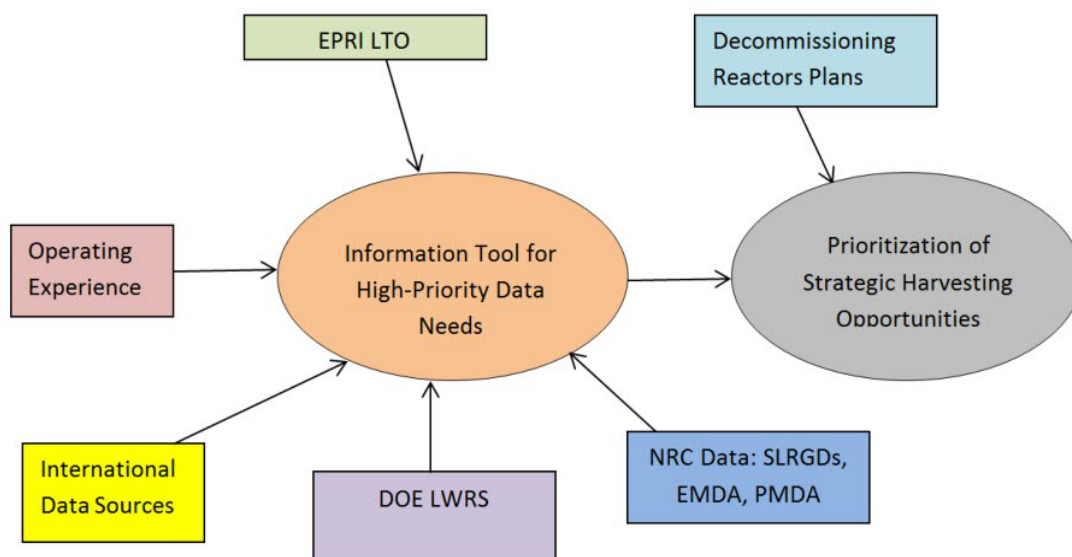 EPRI LTO
Decommissioning
Reactors Plans
Operating
Experience
Information Tool for
High-Priority Data
Needs
Prioritization of
Strategic Harvesting
Opportunities
International
Data Sources
DOE LWRS
NRC Data: SLRGDs,
EMDA, PMDA